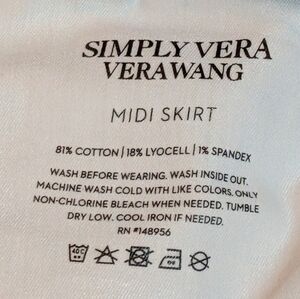 SIMPLY VERA
VERA WANG
MIDI SKIRT
81% COTTON | 18% LYOCELL | 1% SPANDEX
WASH BEFORE WEARING. WASH INSIDE OUT.
MACHINE WASH COLD WITH LIKE COLORS. ONLY
NON-CHLORINE BLEACH WHEN NEEDED. TUMBLE
DRY LOW. COOL IRON IF NEEDED.
RN #148956
40C